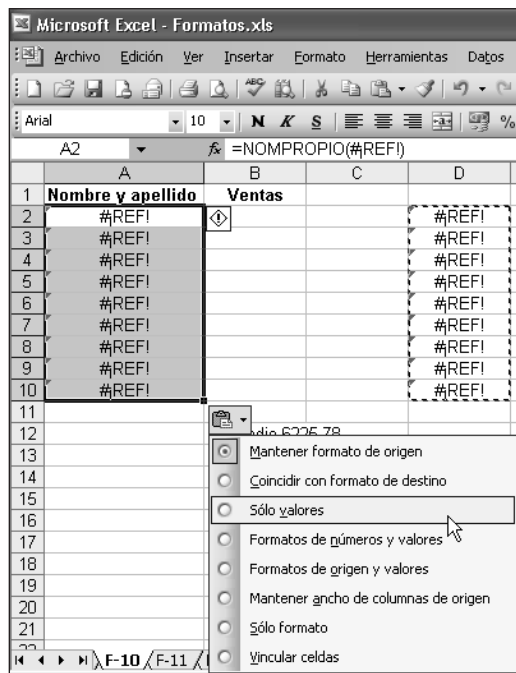 Microsoft Excel - Formatos.xls
Archivo Edición Ver Insertar Formato Herramientas Datos
ABC
Arial 10 N K S %
A2 fx =NOMPROPIO(#¡REF!)
A B C D
1 Nombre y apellido Ventas
2 #¡REF! #¡REF!
3 #¡REF! #¡REF!
4 #¡REF! #¡REF!
5 #¡REF! #¡REF!
6 #¡REF! #¡REF!
7 #¡REF! #¡REF!
8 #¡REF! #¡REF!
9 #¡REF! #¡REF!
10 #¡REF! #¡REF!
11
12 6225,78
13 Mantener formato de origen
14 Coincidir con formato de destino
15 Sólo valores
16
17 Formatos de números y valores
18 Formatos de origen y valores
19 Mantener ancho de columnas de origen
20
21 Sólo formato
Vincular celdas
F-10 F-11